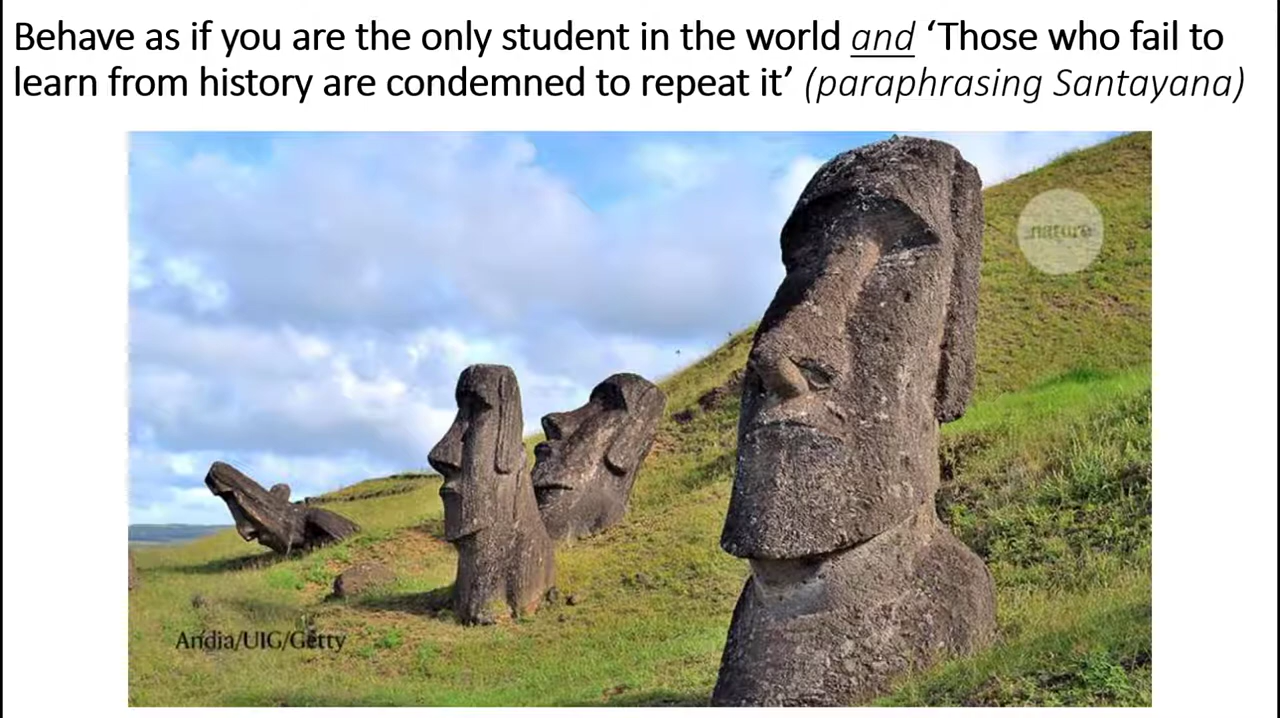 Behave as if you are the only student in the world and ‘Those who fail to
learn from history are condemned to repeat it’ (paraphrasing Santayana)
nature
Andia/UIG/Getty